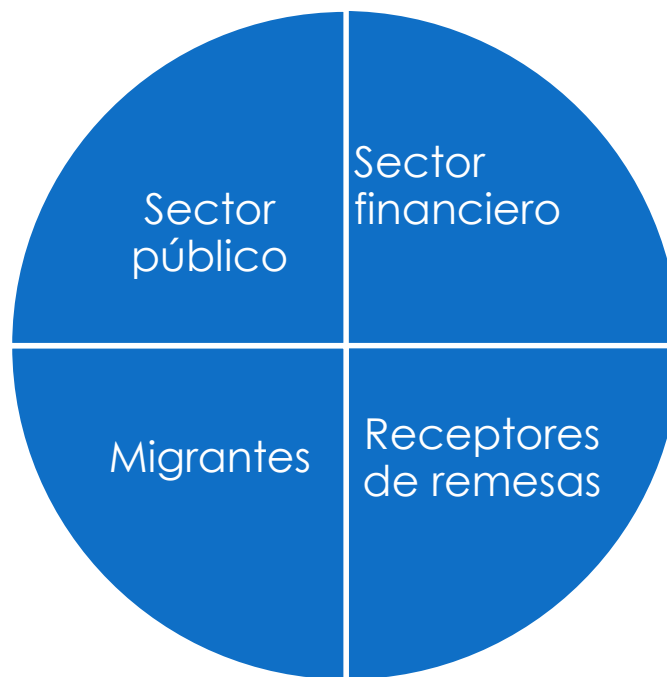 Sector
público
Sector
financiero
Migrantes
Receptores
de remesas